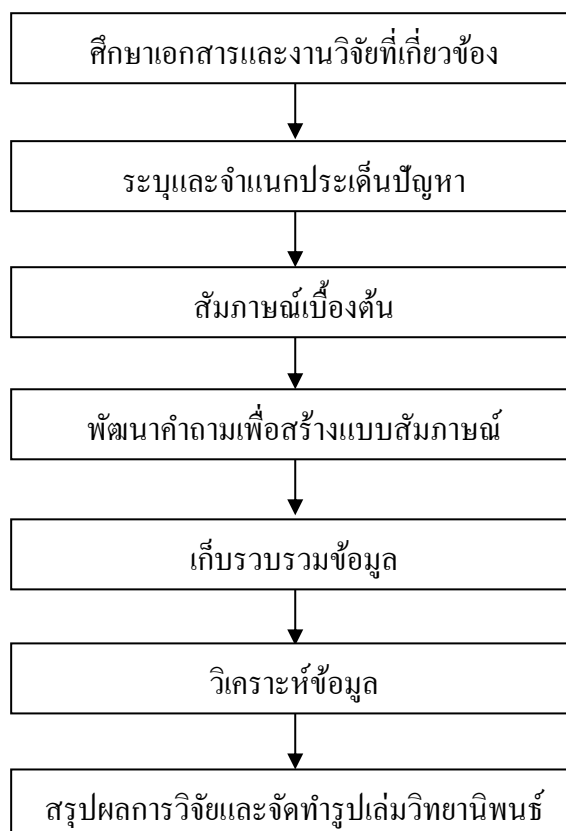 ศึกษาเอกสารและงานวิจัยที่เกี่ยวข้อง
ระบุและจำแนกประเด็นปัญหา
สัมภาษณ์เบื้องต้น
พัฒนาคำถามเพื่อสร้างแบบสัมภาษณ์
เก็บรวบรวมข้อมูล
วิเคราะห์ข้อมูล
สรุปผลการวิจัยและจัดทำรูปเล่มวิทยานิพนธ์